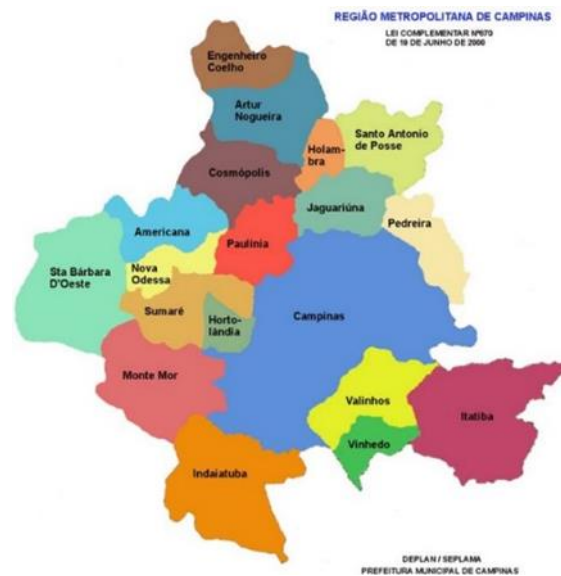 REGIÃO METROPOLITANA DE CAMPINAS
LEI COMPLEMENTAR Nº870
DE 19 DE JUNHO DE 2000
Engenheiro
Coelho
Artur
Nogueira
Santo Antonio
de Posse
Holam-
bra
Cosmópolis
Jaguariúna
Pedreira
Americana
Paulínia
Nova
Odessa
Sta Bárbara
D'Oeste
Sumaré
Horto-
lândia
Campinas
Monte Mor
Valinhos
Itatiba
Vinhedo
Indaiatuba
DEPLAN / SEPLAMA
PREFEITURA MUNICIPAL DE CAMPINAS